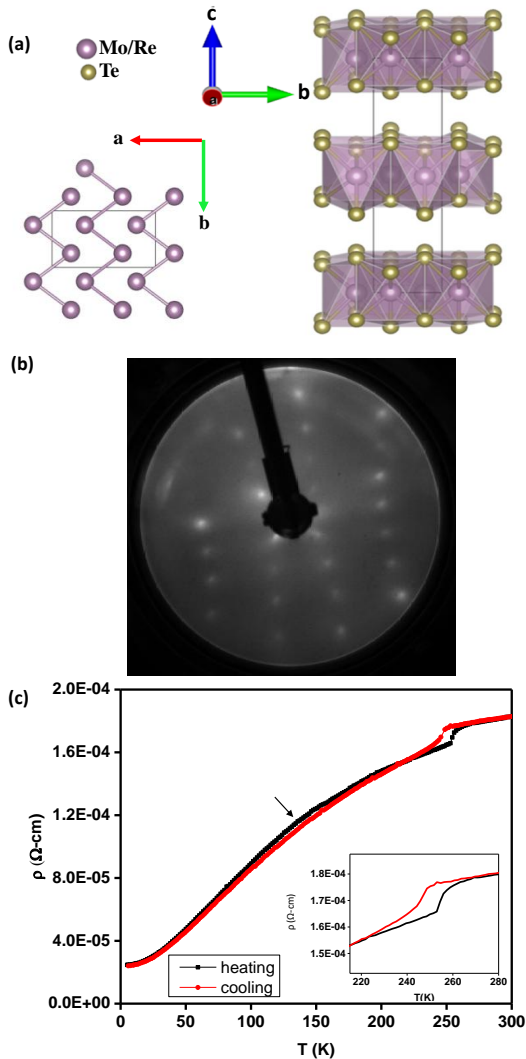 (a)
Mo/Re
Te
c
a
b
a
b
(b)
(c)
2.0E-04
1.6E-04
1.2E-04
8.0E-05
4.0E-05
0.0E+00
ρ (Ω-cm)
0 50 100 150 200 250 300
T (K)
heating
cooling
1.8E-04
1.7E-04
1.6E-04
1.5E-04
ρ (Ω-cm)
220 240 260 280
T(K)